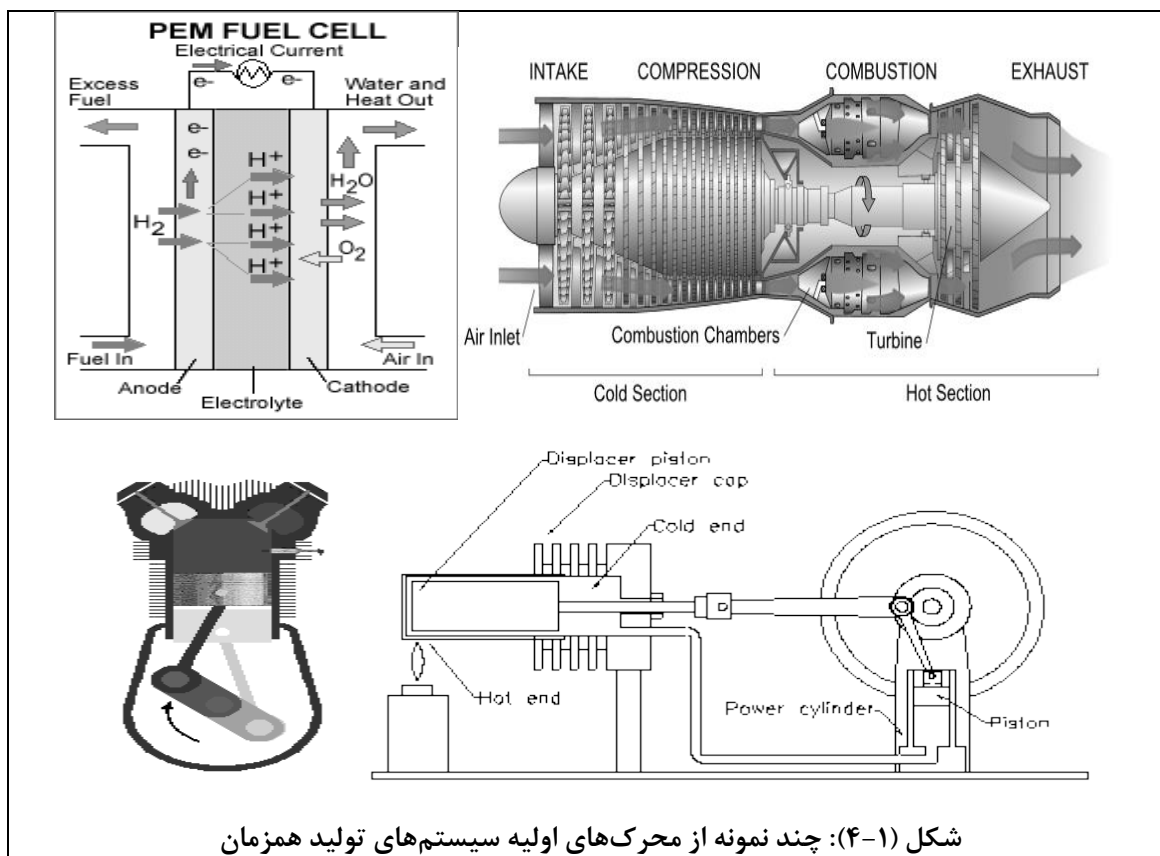 PEM FUEL CELL
Electrical Current
e-
e-
Excess
Fuel
Water and
Heat Out
e-
e-
H+
H+
H+
H+
H2
H2O
O2
Fuel In
Air In
Anode
Cathode
Electrolyte
INTAKE COMPRESSION COMBUSTION EXHAUST
Air Inlet
Combustion Chambers
Turbine
Cold Section
Hot Section
Displacer piston
Displacer cap
Cold end
Hot end
Power cylinder
Piston
شکل (۱-۴): چند نمونه از محرک‌های اولیه سیستم‌های تولید همزمان